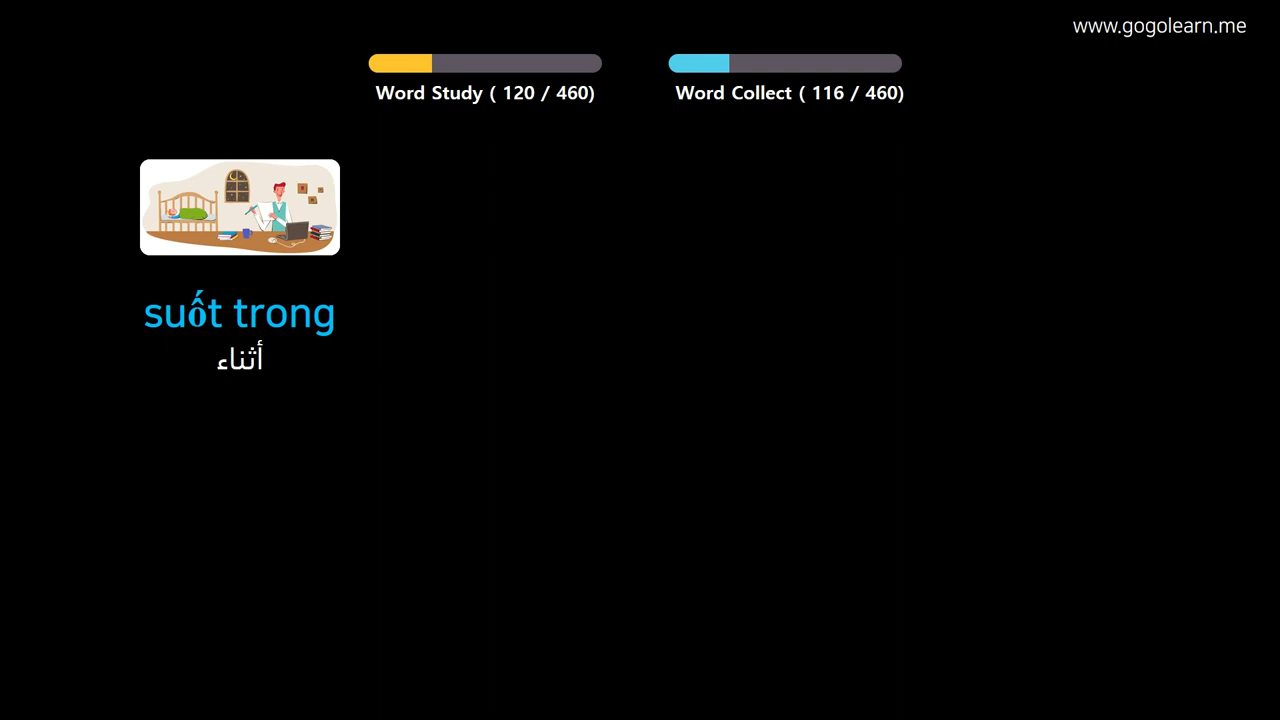 www.gogolearn.me
Word Study ( 120 / 460)
Word Collect ( 116 / 460)
suốt trong
أثناء